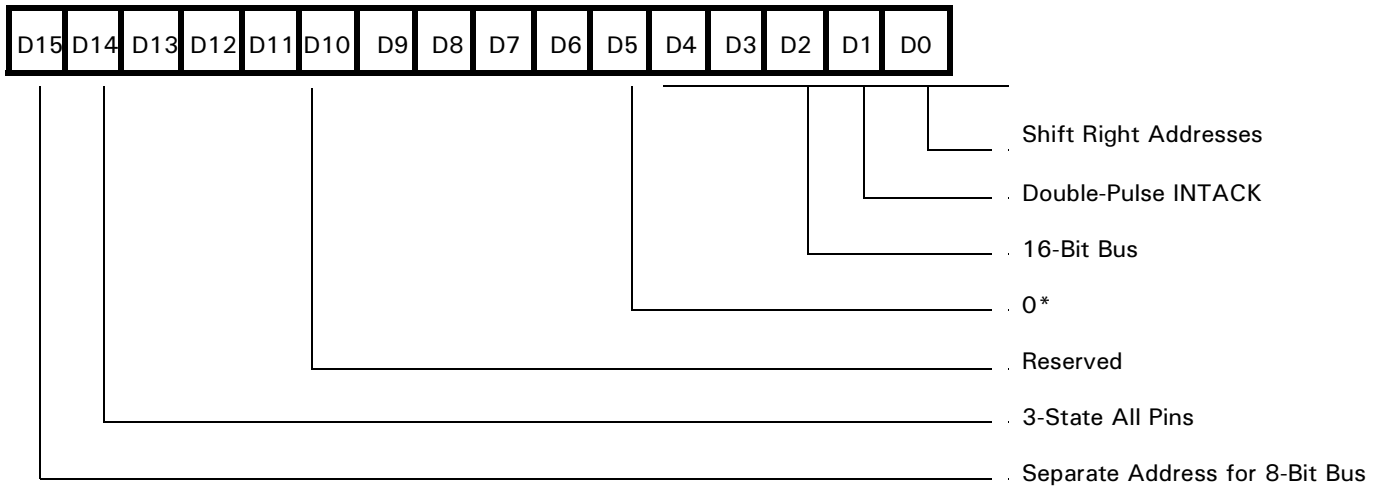 D15 D14 D13 D12 D11 D10 D9 D8 D7 D6 D5 D4 D3 D2 D1 D0
Shift Right Addresses
Double-Pulse INTACK
16-Bit Bus
0*
Reserved
3-State All Pins
Separate Address for 8-Bit Bus